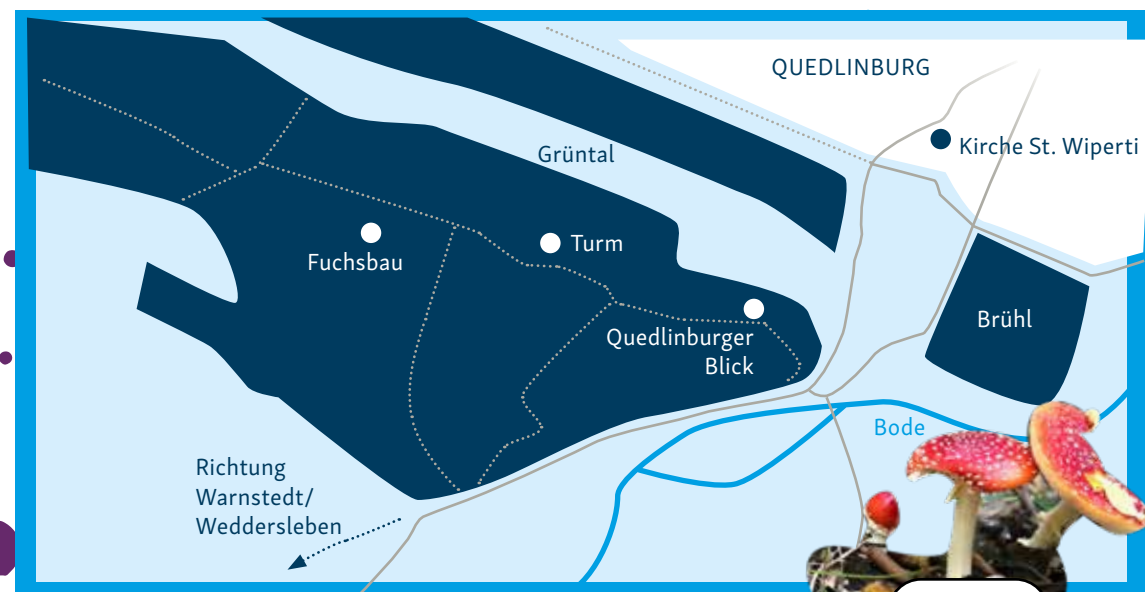 QUEDLINBURG
Kirche St. Wiperti
Grüntal
Turm
Fuchsbau
Brühl
Quedlinburger
Blick
Bode
Richtung
Warnstedt/
Weddersleben